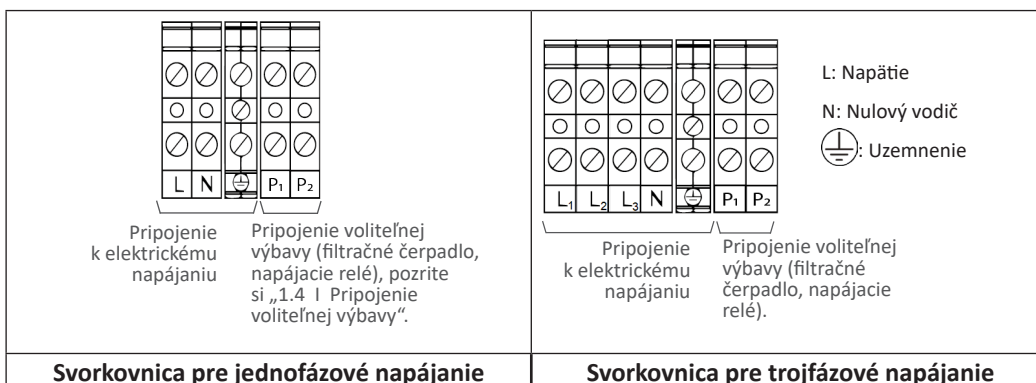 L N P₁ P₂
Pripojenie
k elektrickému
napájaniu
Pripojenie voliteľnej
výbavy (filtračné čerpadlo,
napájacie relé), pozrite
si „1.4 I Pripojenie
voliteľnej výbavy“.
Svorkovnica pre jednofázové napájanie
L₁ L₂ L₃ N P₁ P₂
Pripojenie
k elektrickému
napájaniu
Pripojenie voliteľnej
výbavy (filtračné
čerpadlo, napájacie
relé).
L: Napätie
N: Nulový vodič
: Uzemnenie
Svorkovnica pre trojfázové napájanie